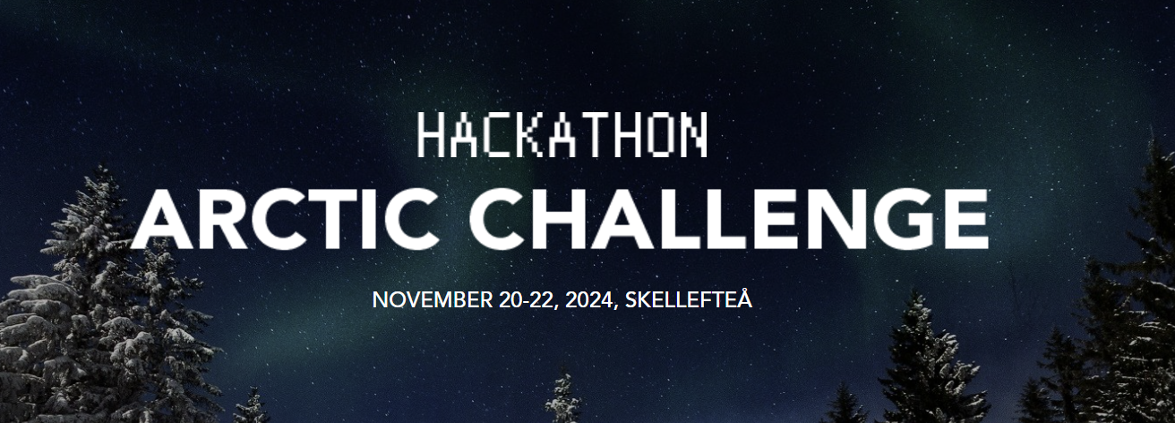 HACKATHON
ARCTIC CHALLENGE
NOVEMBER 20-22, 2024, SKELLEFTEÅ